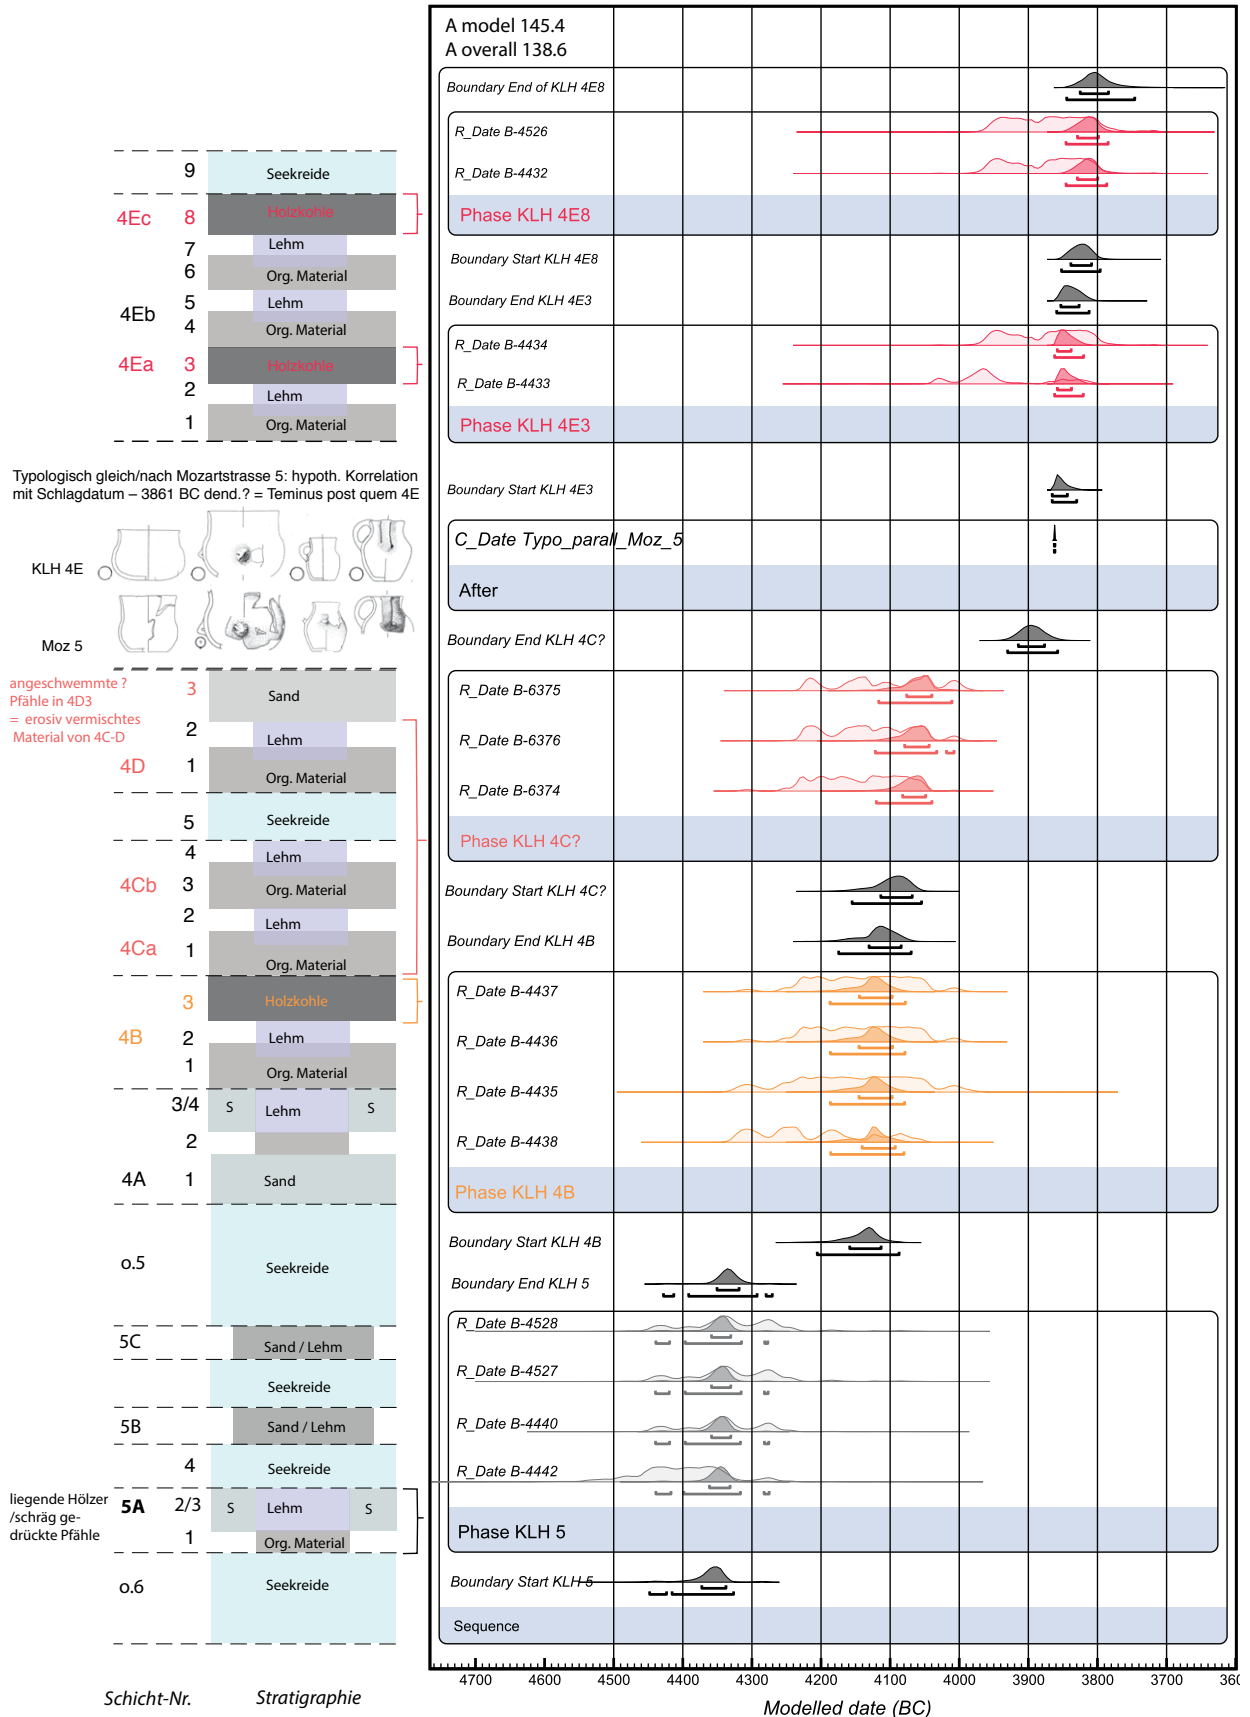 A model 145.4
A overall 138.6
Boundary End of KLH 4E8
R_Date B-4526
R_Date B-4432
Phase KLH 4E8
Boundary Start KLH 4E8
Boundary End KLH 4E3
R_Date B-4434
R_Date B-4433
Phase KLH 4E3
Boundary Start KLH 4E3
C_Date Typo_parall_Moz_5
After
Boundary End KLH 4C?
R_Date B-6375
R_Date B-6376
R_Date B-6374
Phase KLH 4C?
Boundary Start KLH 4C?
Boundary End KLH 4B
R_Date B-4437
R_Date B-4436
R_Date B-4435
R_Date B-4438
Phase KLH 4B
Boundary Start KLH 4B
Boundary End KLH 5
R_Date B-4528
R_Date B-4527
R_Date B-4440
R_Date B-4442
Phase KLH 5
Boundary Start KLH 5
Sequence
4700 4600 4500 4400 4300 4200 4100 4000 3900 3800 3700 360
Modelled date (BC)
9 Seekreide
4Ec 8 Holzkohle
7 Lehm
6 Org. Material
4Eb 5 Lehm
4 Org. Material
4Ea 3 Holzkohle
2 Lehm
1 Org. Material
Typologisch gleich/nach Mozartstrasse 5: hypoth. Korrelation
mit Schlagdatum – 3861 BC dend.? = Teminus post quem 4E
KLH 4E
Moz 5
angeschwemmte ?
Pfähle in 4D3
= erosiv vermischtes
Material von 4C-D
3 Sand
2 Lehm
4D 1 Org. Material
5 Seekreide
4 Lehm
4Cb 3 Org. Material
2 Lehm
4Ca 1 Org. Material
3 Holzkohle
4B 2 Lehm
1 Org. Material
3/4 S Lehm S
2
4A 1 Sand
o.5 Seekreide
5C Sand / Lehm
Seekreide
5B Sand / Lehm
4 Seekreide
liegende Hölzer
/schräg ge-
drückte Pfähle
5A 2/3 S Lehm S
1 Org. Material
o.6 Seekreide
Schicht-Nr. Stratigraphie